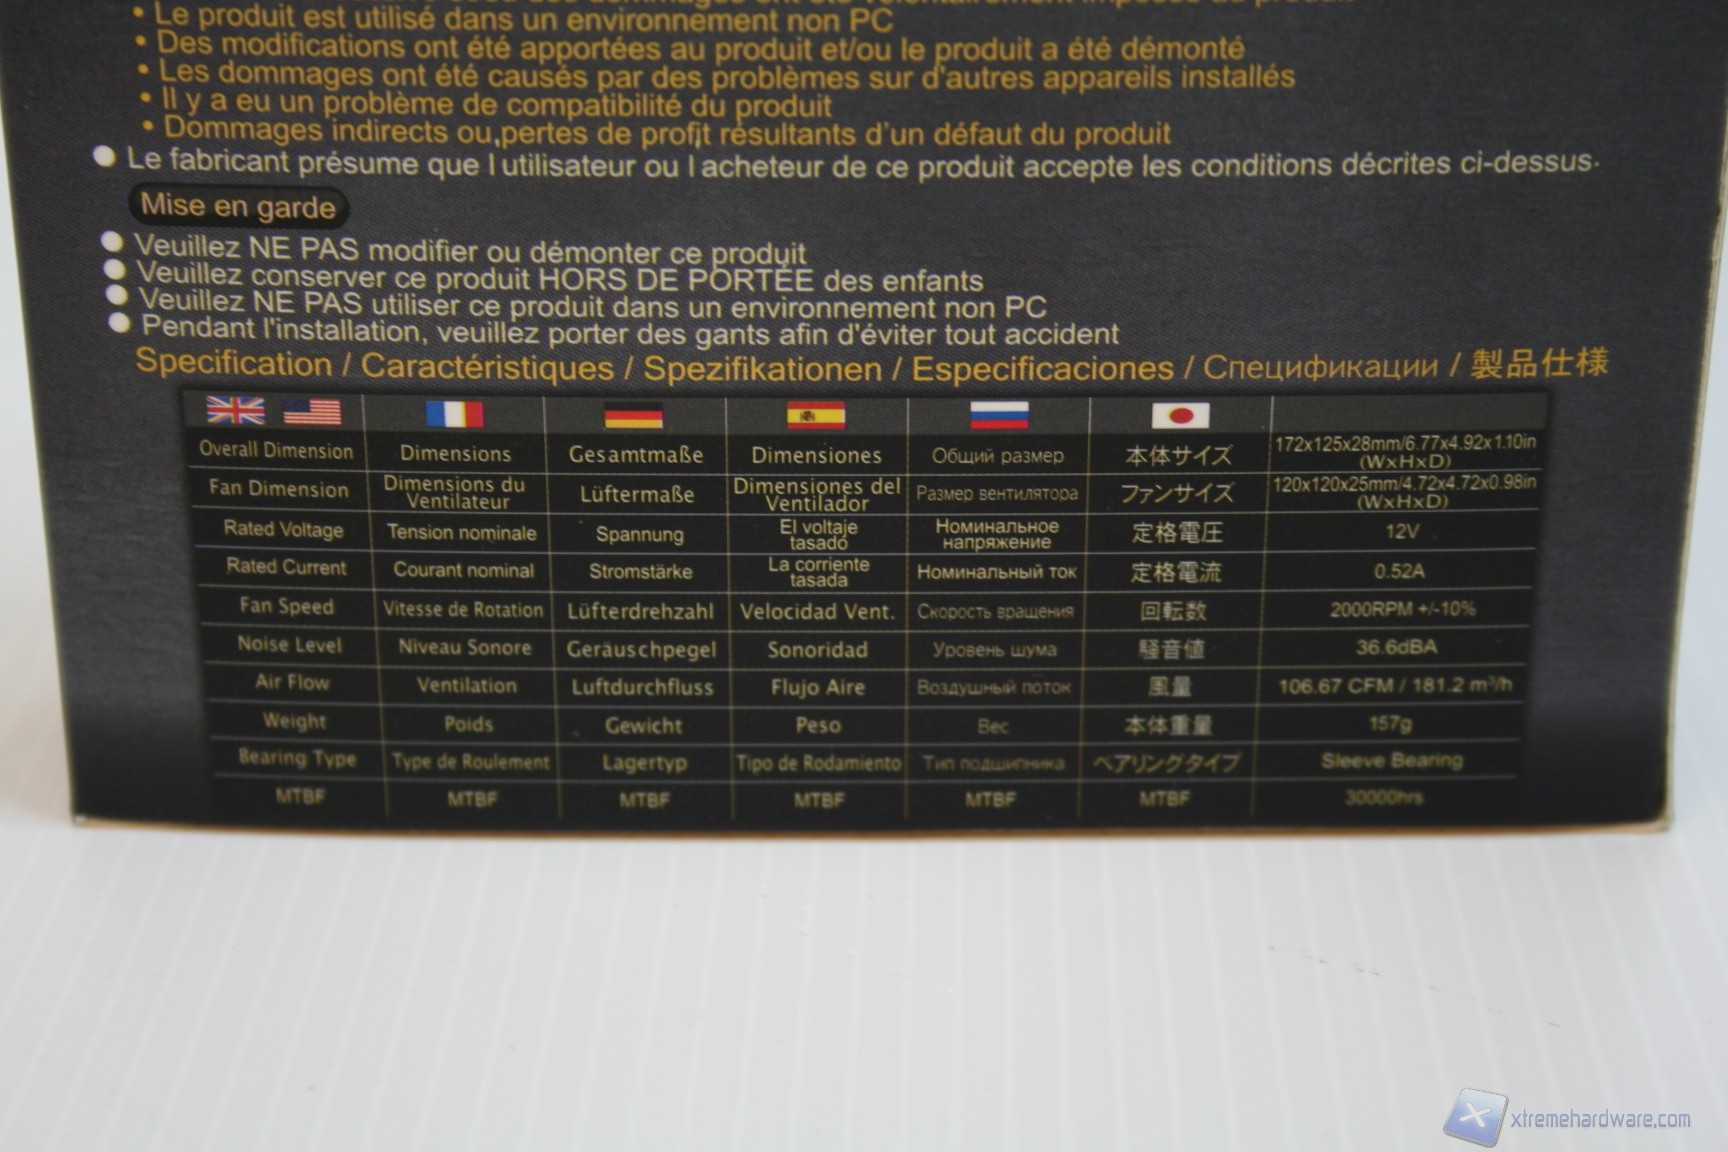 • Le produit est utilisé dans un environnement non PC
• Des modifications ont été apportées au produit et/ou le produit a été démonté
• Les dommages ont été causés par des problèmes sur d'autres appareils installés
• Il y a eu un problème de compatibilité du produit
• Dommages indirects ou,pertes de profit résultants d'un défaut du produit
● Le fabricant présume que l utilisateur ou l acheteur de ce produit accepte les conditions décrites ci-dessus.
Mise en garde
● Veuillez NE PAS modifier ou démonter ce produit
● Veuillez conserver ce produit HORS DE PORTÉE des enfants
● Veuillez NE PAS utiliser ce produit dans un environnement non PC
● Pendant l'installation, veuillez porter des gants afin d'éviter tout accident
Specification / Caractéristiques / Spezifikationen / Especificaciones / Спецификации / 製品仕様
Overall Dimension Dimensions Gesamtmaße Dimensiones Общий размер 本体サイズ 172x125x28mm/6.77x4.92x1.10in (WxHxD)
Fan Dimension Dimensions du Ventilateur Lüftermaße Dimensiones del Ventilador Размер вентилятора ファンサイズ 120x120x25mm/4.72x4.72x0.98in (WxHxD)
Rated Voltage Tension nominale Spannung El voltaje tasado Номинальное напряжение 定格電圧 12V
Rated Current Courant nominal Stromstärke La corriente tasada Номинальный ток 定格電流 0.52A
Fan Speed Vitesse de Rotation Lüfterdrehzahl Velocidad Vent. Скорость вращения 回転数 2000RPM +/-10%
Noise Level Niveau Sonore Geräuschpegel Sonoridad Уровень шума 騒音値 36.6dBA
Air Flow Ventilation Luftdurchfluss Flujo Aire Воздушный поток 風量 106.67 CFM / 181.2 m³/h
Weight Poids Gewicht Peso Вес 本体重量 157g
Bearing Type Type de Roulement Lagertyp Tipo de Rodamiento Тип подшипника ベアリングタイプ Sleeve Bearing
MTBF MTBF MTBF MTBF MTBF MTBF 30000hrs
xtremehardware.com